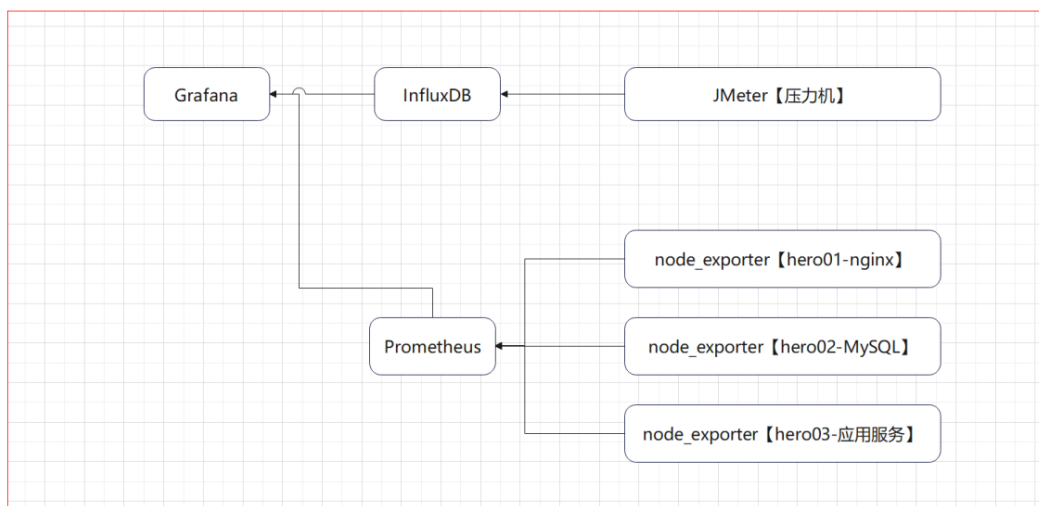 Grafana
InfluxDB
JMeter【压力机】
node_exporter【hero01-nginx】
Prometheus
node_exporter【hero02-MySQL】
node_exporter【hero03-应用服务】